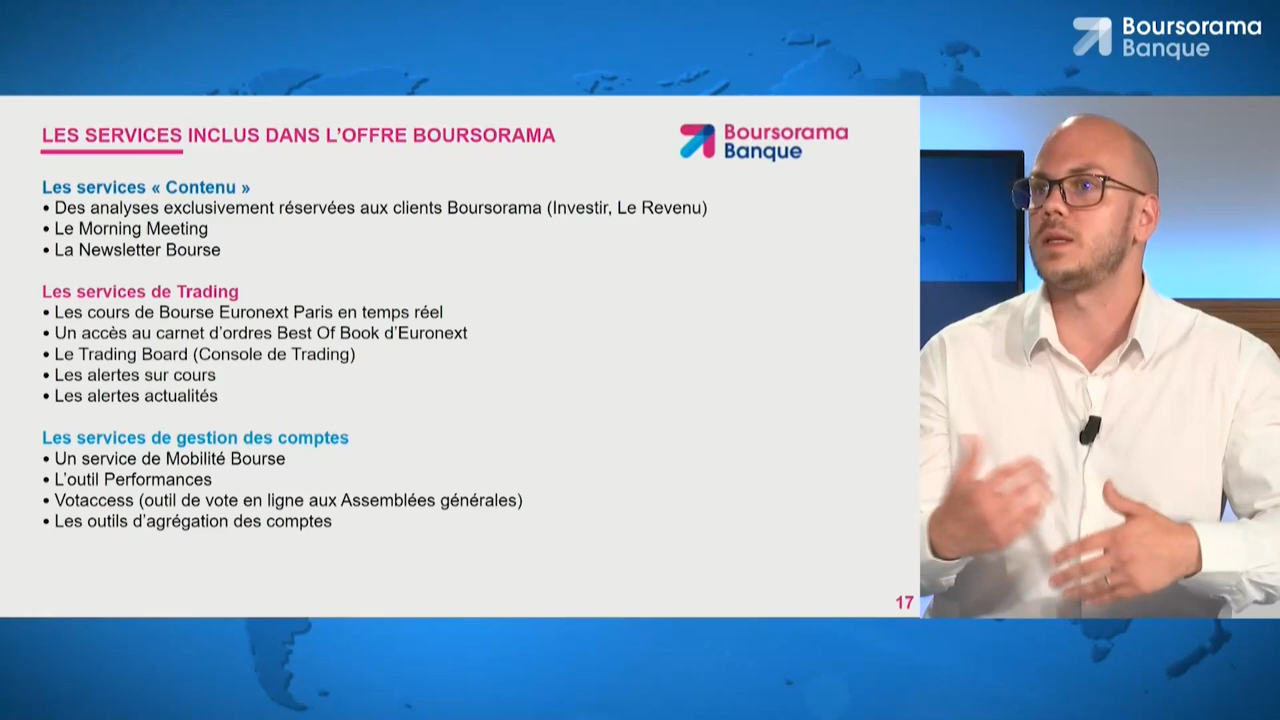 Boursorama
Banque
LES SERVICES INCLUS DANS L'OFFRE BOURSORAMA
Boursorama
Banque
Les services « Contenu »
• Des analyses exclusivement réservées aux clients Boursorama (Investir, Le Revenu)
• Le Morning Meeting
• La Newsletter Bourse
Les services de Trading
• Les cours de Bourse Euronext Paris en temps réel
• Un accès au carnet d'ordres Best Of Book d'Euronext
• Le Trading Board (Console de Trading)
• Les alertes sur cours
• Les alertes actualités
Les services de gestion des comptes
• Un service de Mobilité Bourse
• L'outil Performances
• Votaccess (outil de vote en ligne aux Assemblées générales)
• Les outils d'agrégation des comptes
17